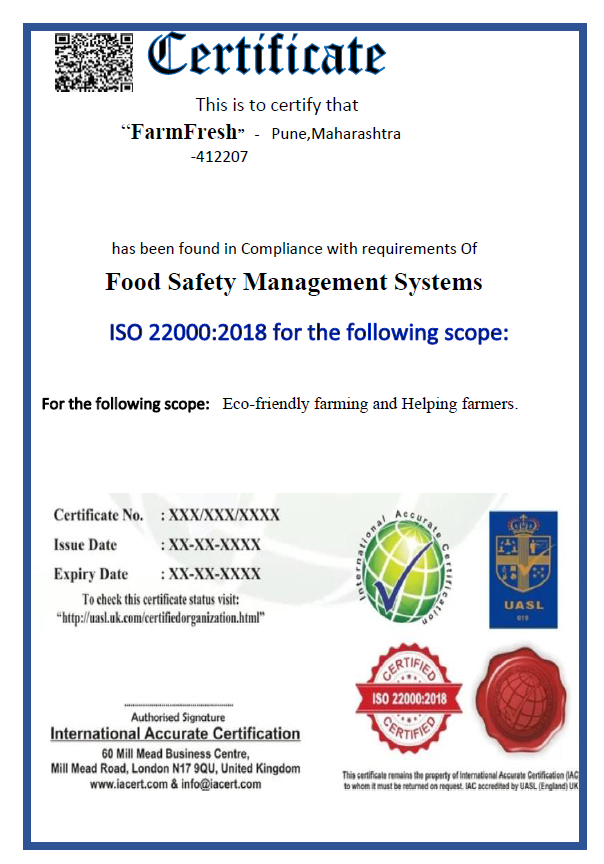 Certificate
This is to certify that
“FarmFresh” - Pune,Maharashtra
-412207
has been found in Compliance with requirements Of
Food Safety Management Systems
ISO 22000:2018 for the following scope:
For the following scope: Eco-friendly farming and Helping farmers.
Certificate No. : XXX/XXX/XXXX
Issue Date : XX-XX-XXXX
Expiry Date : XX-XX-XXXX
To check this certificate status visit:
“http://uasl.uk.com/certifiedorganization.html”
International Accurate Certification
UASL
019
CERTIFIED
ISO 22000:2018
CERTIFIED
Authorised Signature
International Accurate Certification
60 Mill Mead Business Centre,
Mill Mead Road, London N17 9QU, United Kingdom
www.iacert.com & info@iacert.com
This certificate remains the property of International Accurate Certification (IAC
to whom it must be returned on request. IAC accredited by UASL (England) UK